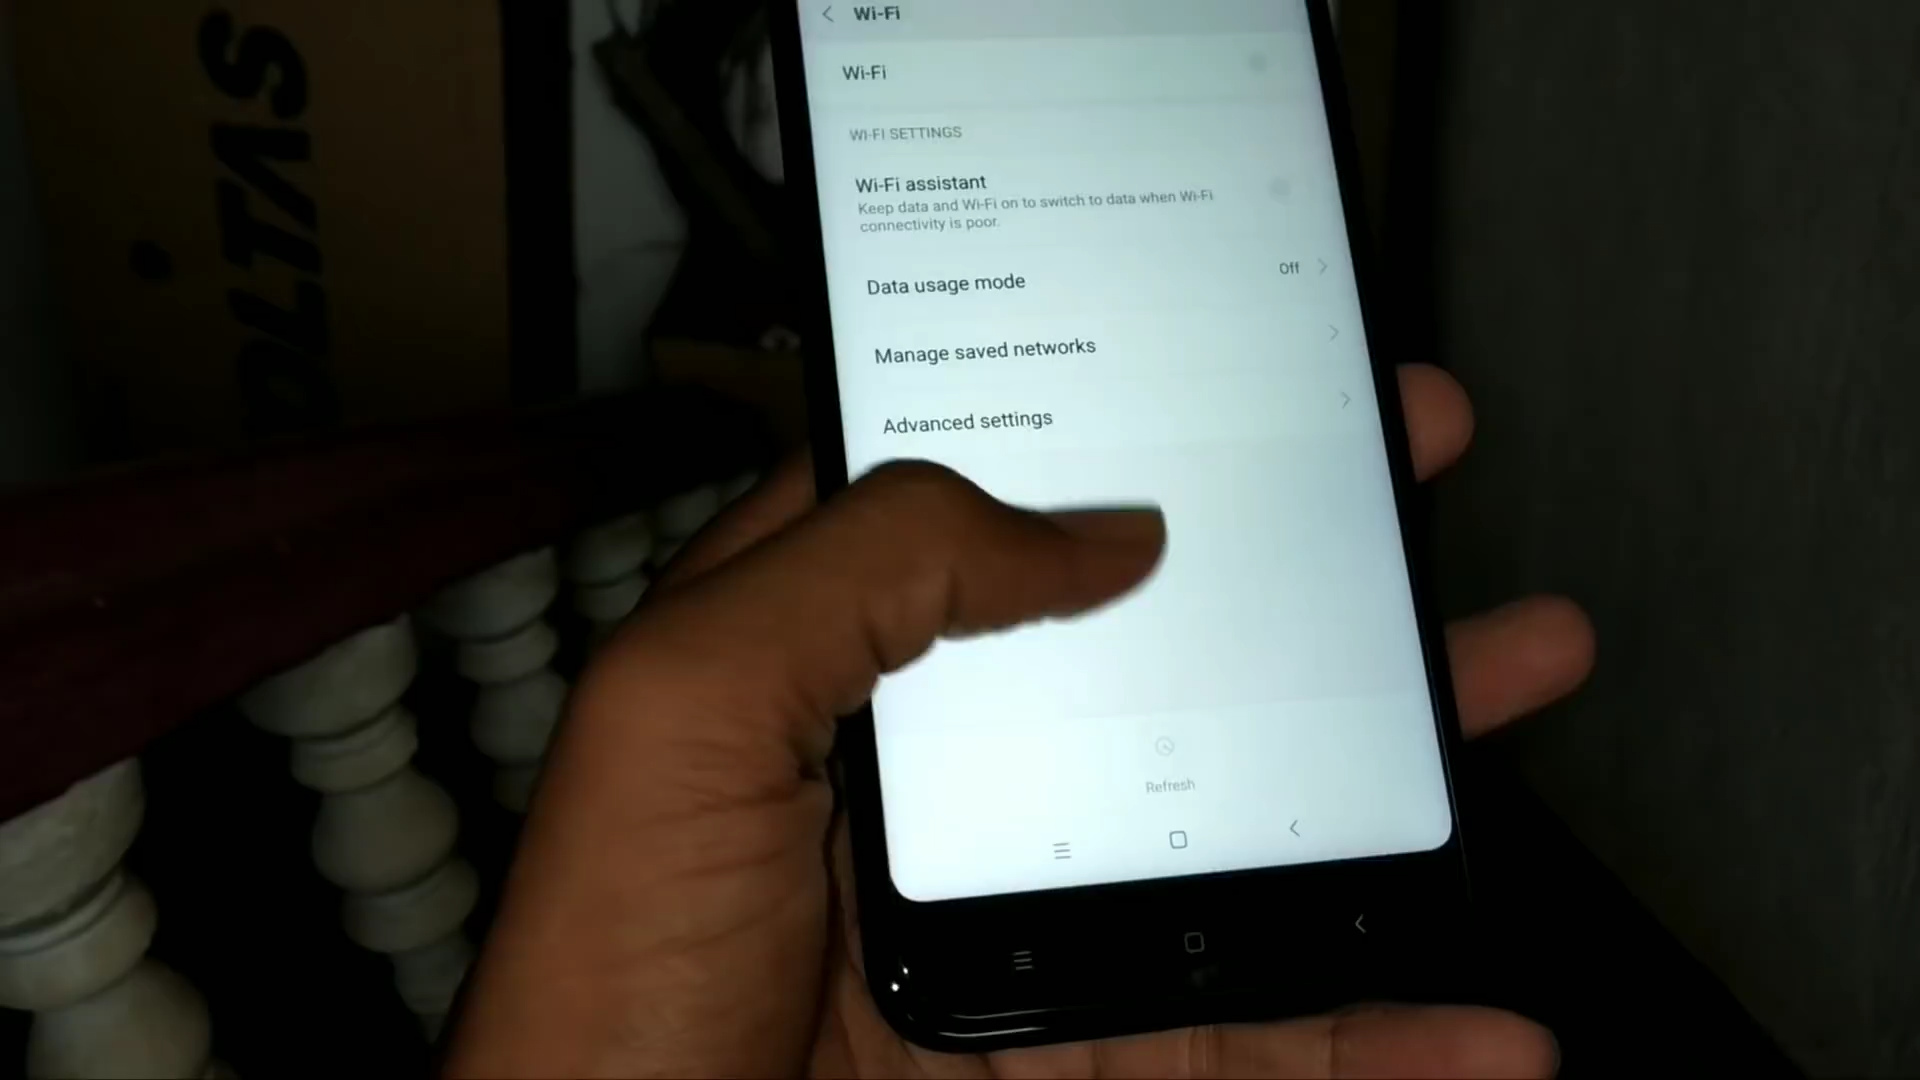 Wi-Fi
Wi-Fi
WI-FI SETTINGS
Wi-Fi assistant
Keep data and Wi-Fi on to switch to data when Wi-Fi
connectivity is poor.
Data usage mode Off
Manage saved networks
Advanced settings
Refresh
OLTAS